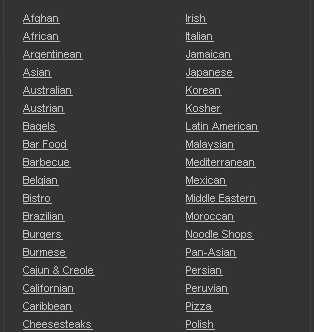 Afghan
African
Argentinean
Asian
Australian
Austrian
Bagels
Bar Food
Barbecue
Belgian
Bistro
Brazilian
Burgers
Burmese
Cajun & Creole
Californian
Caribbean
Cheesesteaks
Irish
Italian
Jamaican
Japanese
Korean
Kosher
Latin American
Malaysian
Mediterranean
Mexican
Middle Eastern
Moroccan
Noodle Shops
Pan-Asian
Persian
Peruvian
Pizza
Polish